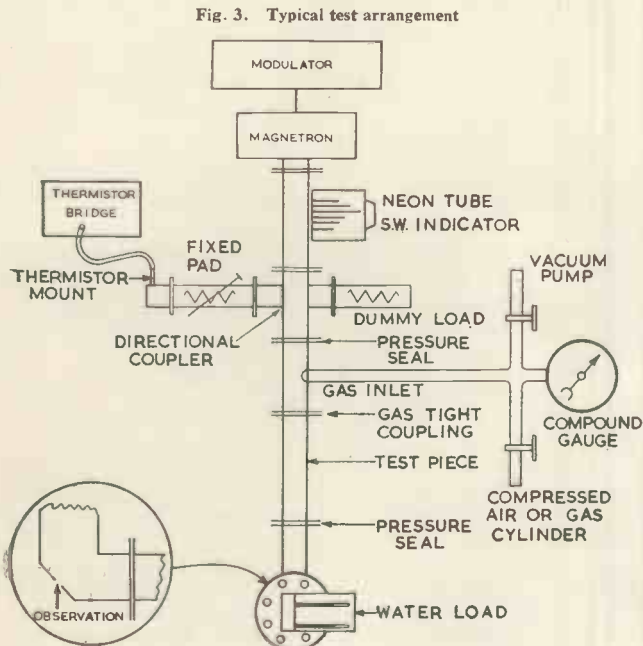 Fig. 3. Typical test arrangement
MODULATOR
MAGNETRON
THERMISTOR
BRIDGE
NEON TUBE
S.W. INDICATOR
FIXED
PAD
VACUUM
PUMP
THERMISTOR
MOUNT
DUMMY LOAD
DIRECTIONAL
COUPLER
PRESSURE
SEAL
GAS INLET
GAS TIGHT
COUPLING
COMPOUND
GAUGE
TEST PIECE
COMPRESSED
AIR OR GAS
CYLINDER
PRESSURE
SEAL
OBSERVATION
WATER LOAD